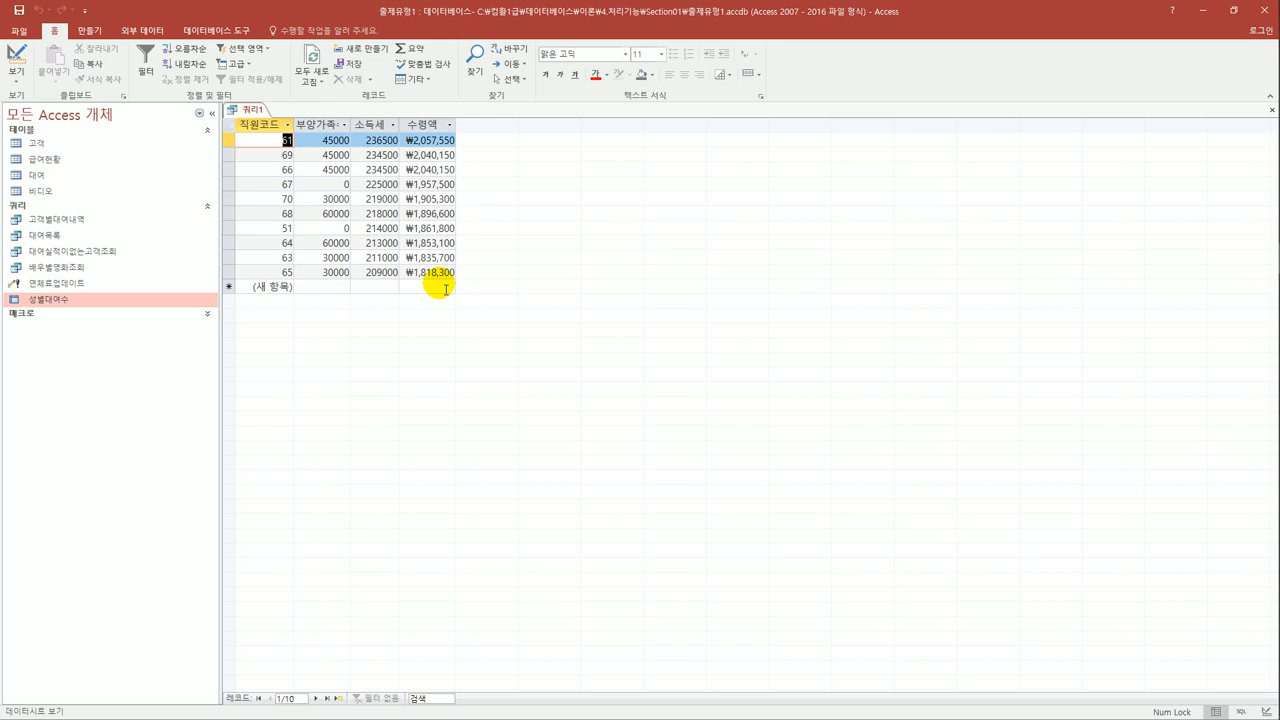 출제유형1 : 데이터베이스- C:₩컴활1급₩데이터베이스₩이론₩4.처리기능₩Section01₩출제유형1.accdb (Access 2007 - 2016 파일 형식) - Access
파일 홈 만들기 외부 데이터 데이터베이스 도구 수행할 작업을 알려 주세요. 로그인
보기
붙여넣기
잘라내기
복사
서식 복사
필터
오름차순
내림차순
정렬 제거
선택 영역
고급
필터 적용/해제
모두 새로 고침
새로 만들기
저장
삭제
요약
맞춤법 검사
기타
찾기
바꾸기
이동
선택
맑은 고딕 11
가 가 가 가
보기 클립보드 정렬 및 필터 레코드 찾기 텍스트 서식
모든 Access 개체
테이블
고객
급여현황
대여
비디오
쿼리
고객별대여내역
대여목록
대여실적이없는고객조회
배우별영화조회
연체료업데이트
성별대여수
매크로
쿼리1
직원코드 부양가족 소득세 수령액
61 45000 236500 ₩2,057,550
69 45000 234500 ₩2,040,150
66 45000 234500 ₩2,040,150
67 0 225000 ₩1,957,500
70 30000 219000 ₩1,905,300
68 60000 218000 ₩1,896,600
51 0 214000 ₩1,861,800
64 60000 213000 ₩1,853,100
63 30000 211000 ₩1,835,700
65 30000 209000 ₩1,818,300
(새 항목)
레코드: 1/10 필터 없음 검색
데이터시트 보기 Num Lock SQL